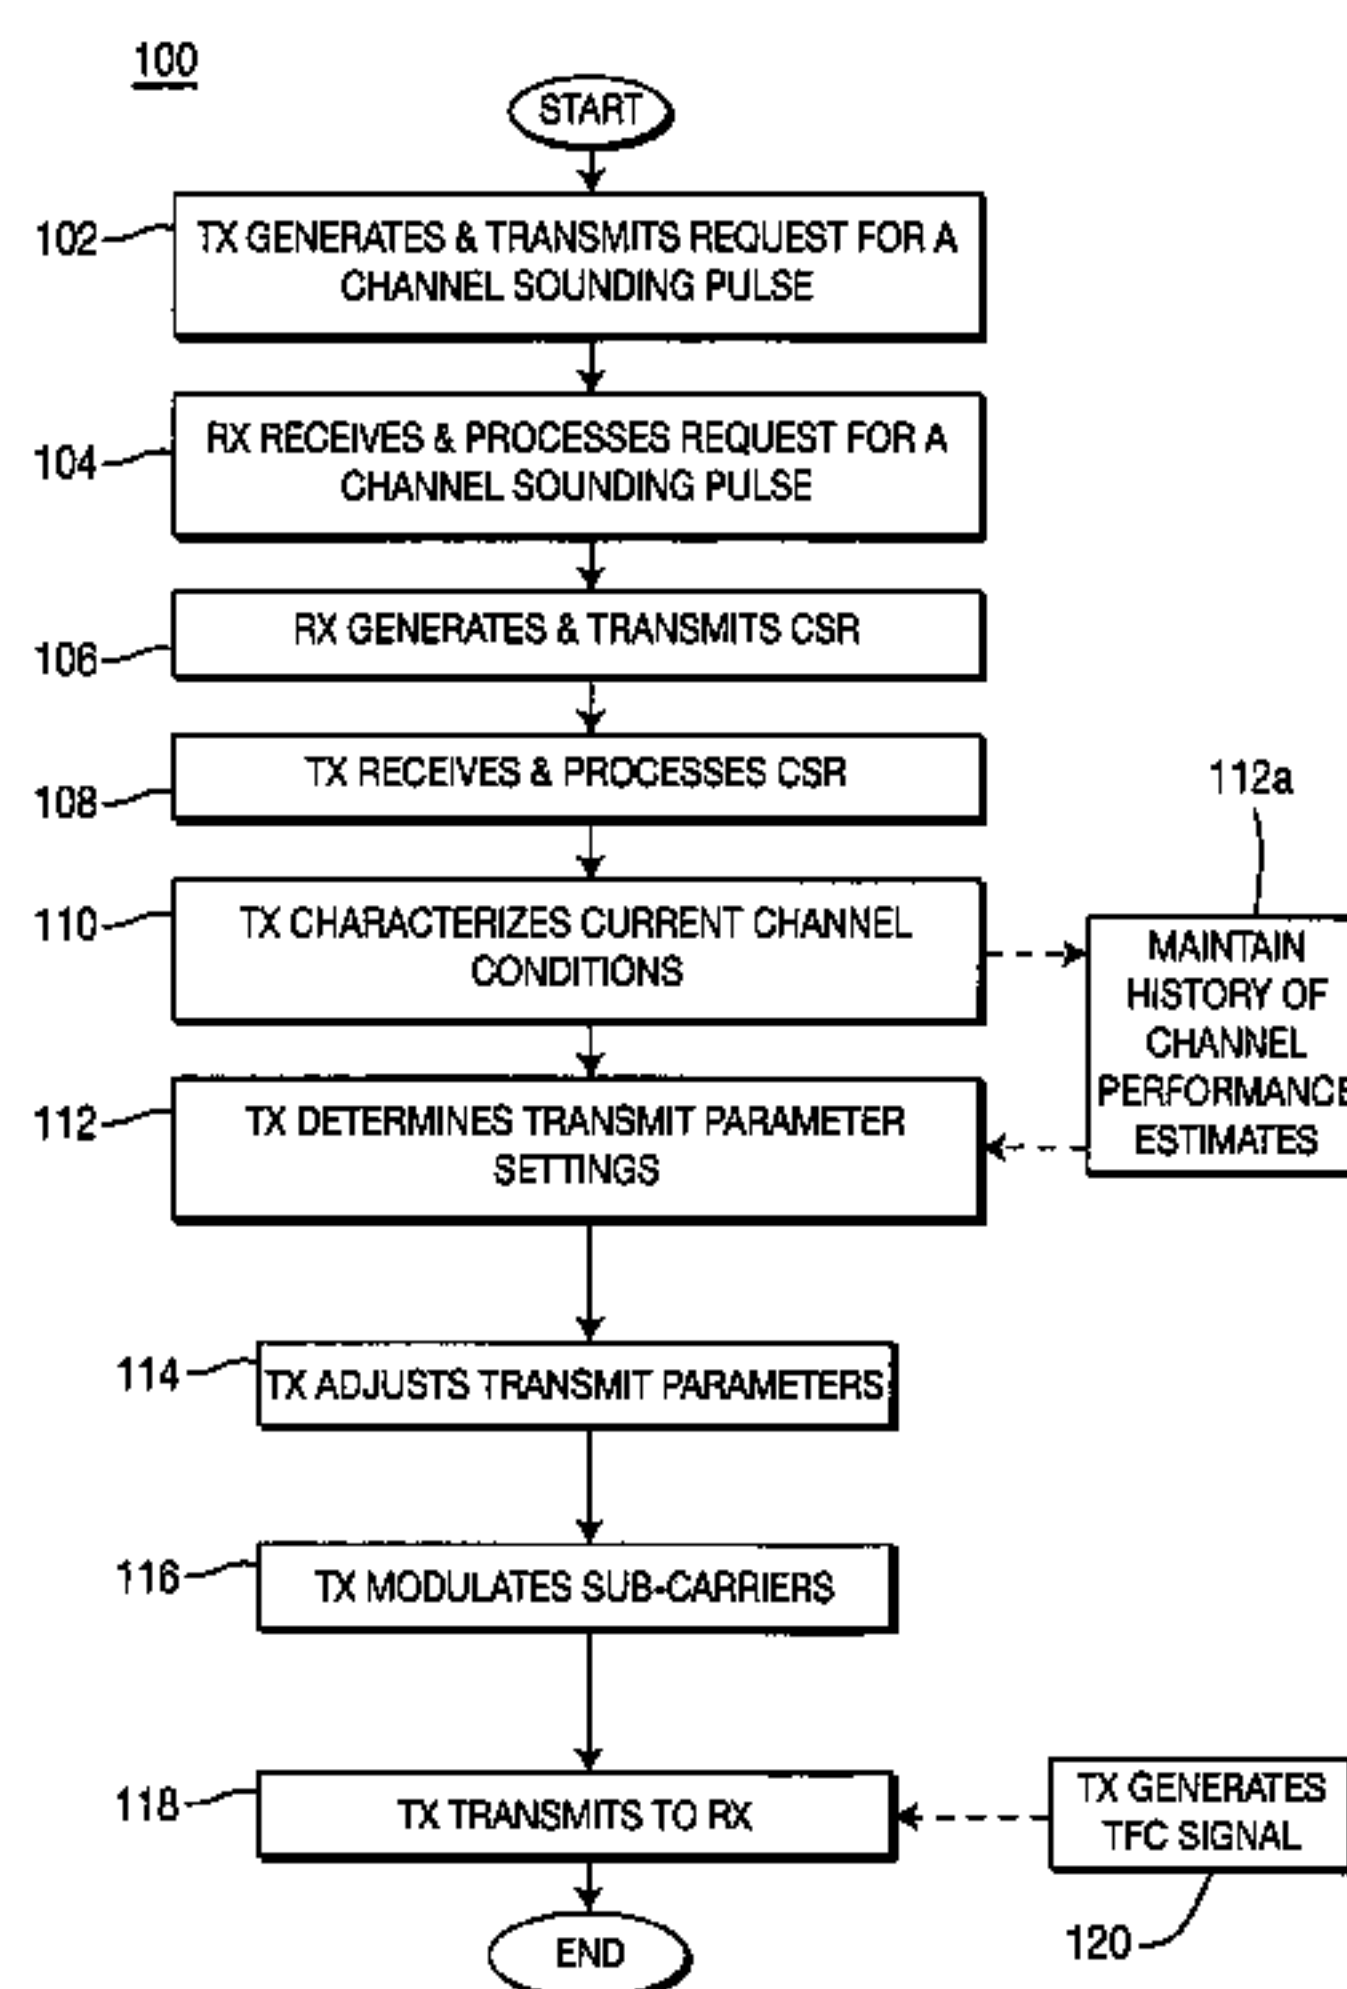 100
START
102
TX GENERATES & TRANSMITS REQUEST FOR A
CHANNEL SOUNDING PULSE
104
RX RECEIVES & PROCESSES REQUEST FOR A
CHANNEL SOUNDING PULSE
106
RX GENERATES & TRANSMITS CSR
108
TX RECEIVES & PROCESSES CSR
110
TX CHARACTERIZES CURRENT CHANNEL
CONDITIONS
112a
MAINTAIN
HISTORY OF
CHANNEL
PERFORMANCE
ESTIMATES
112
TX DETERMINES TRANSMIT PARAMETER
SETTINGS
114
TX ADJUSTS TRANSMIT PARAMETERS
116
TX MODULATES SUB-CARRIERS
118
TX TRANSMITS TO RX
TX GENERATES
TFC SIGNAL
120
END